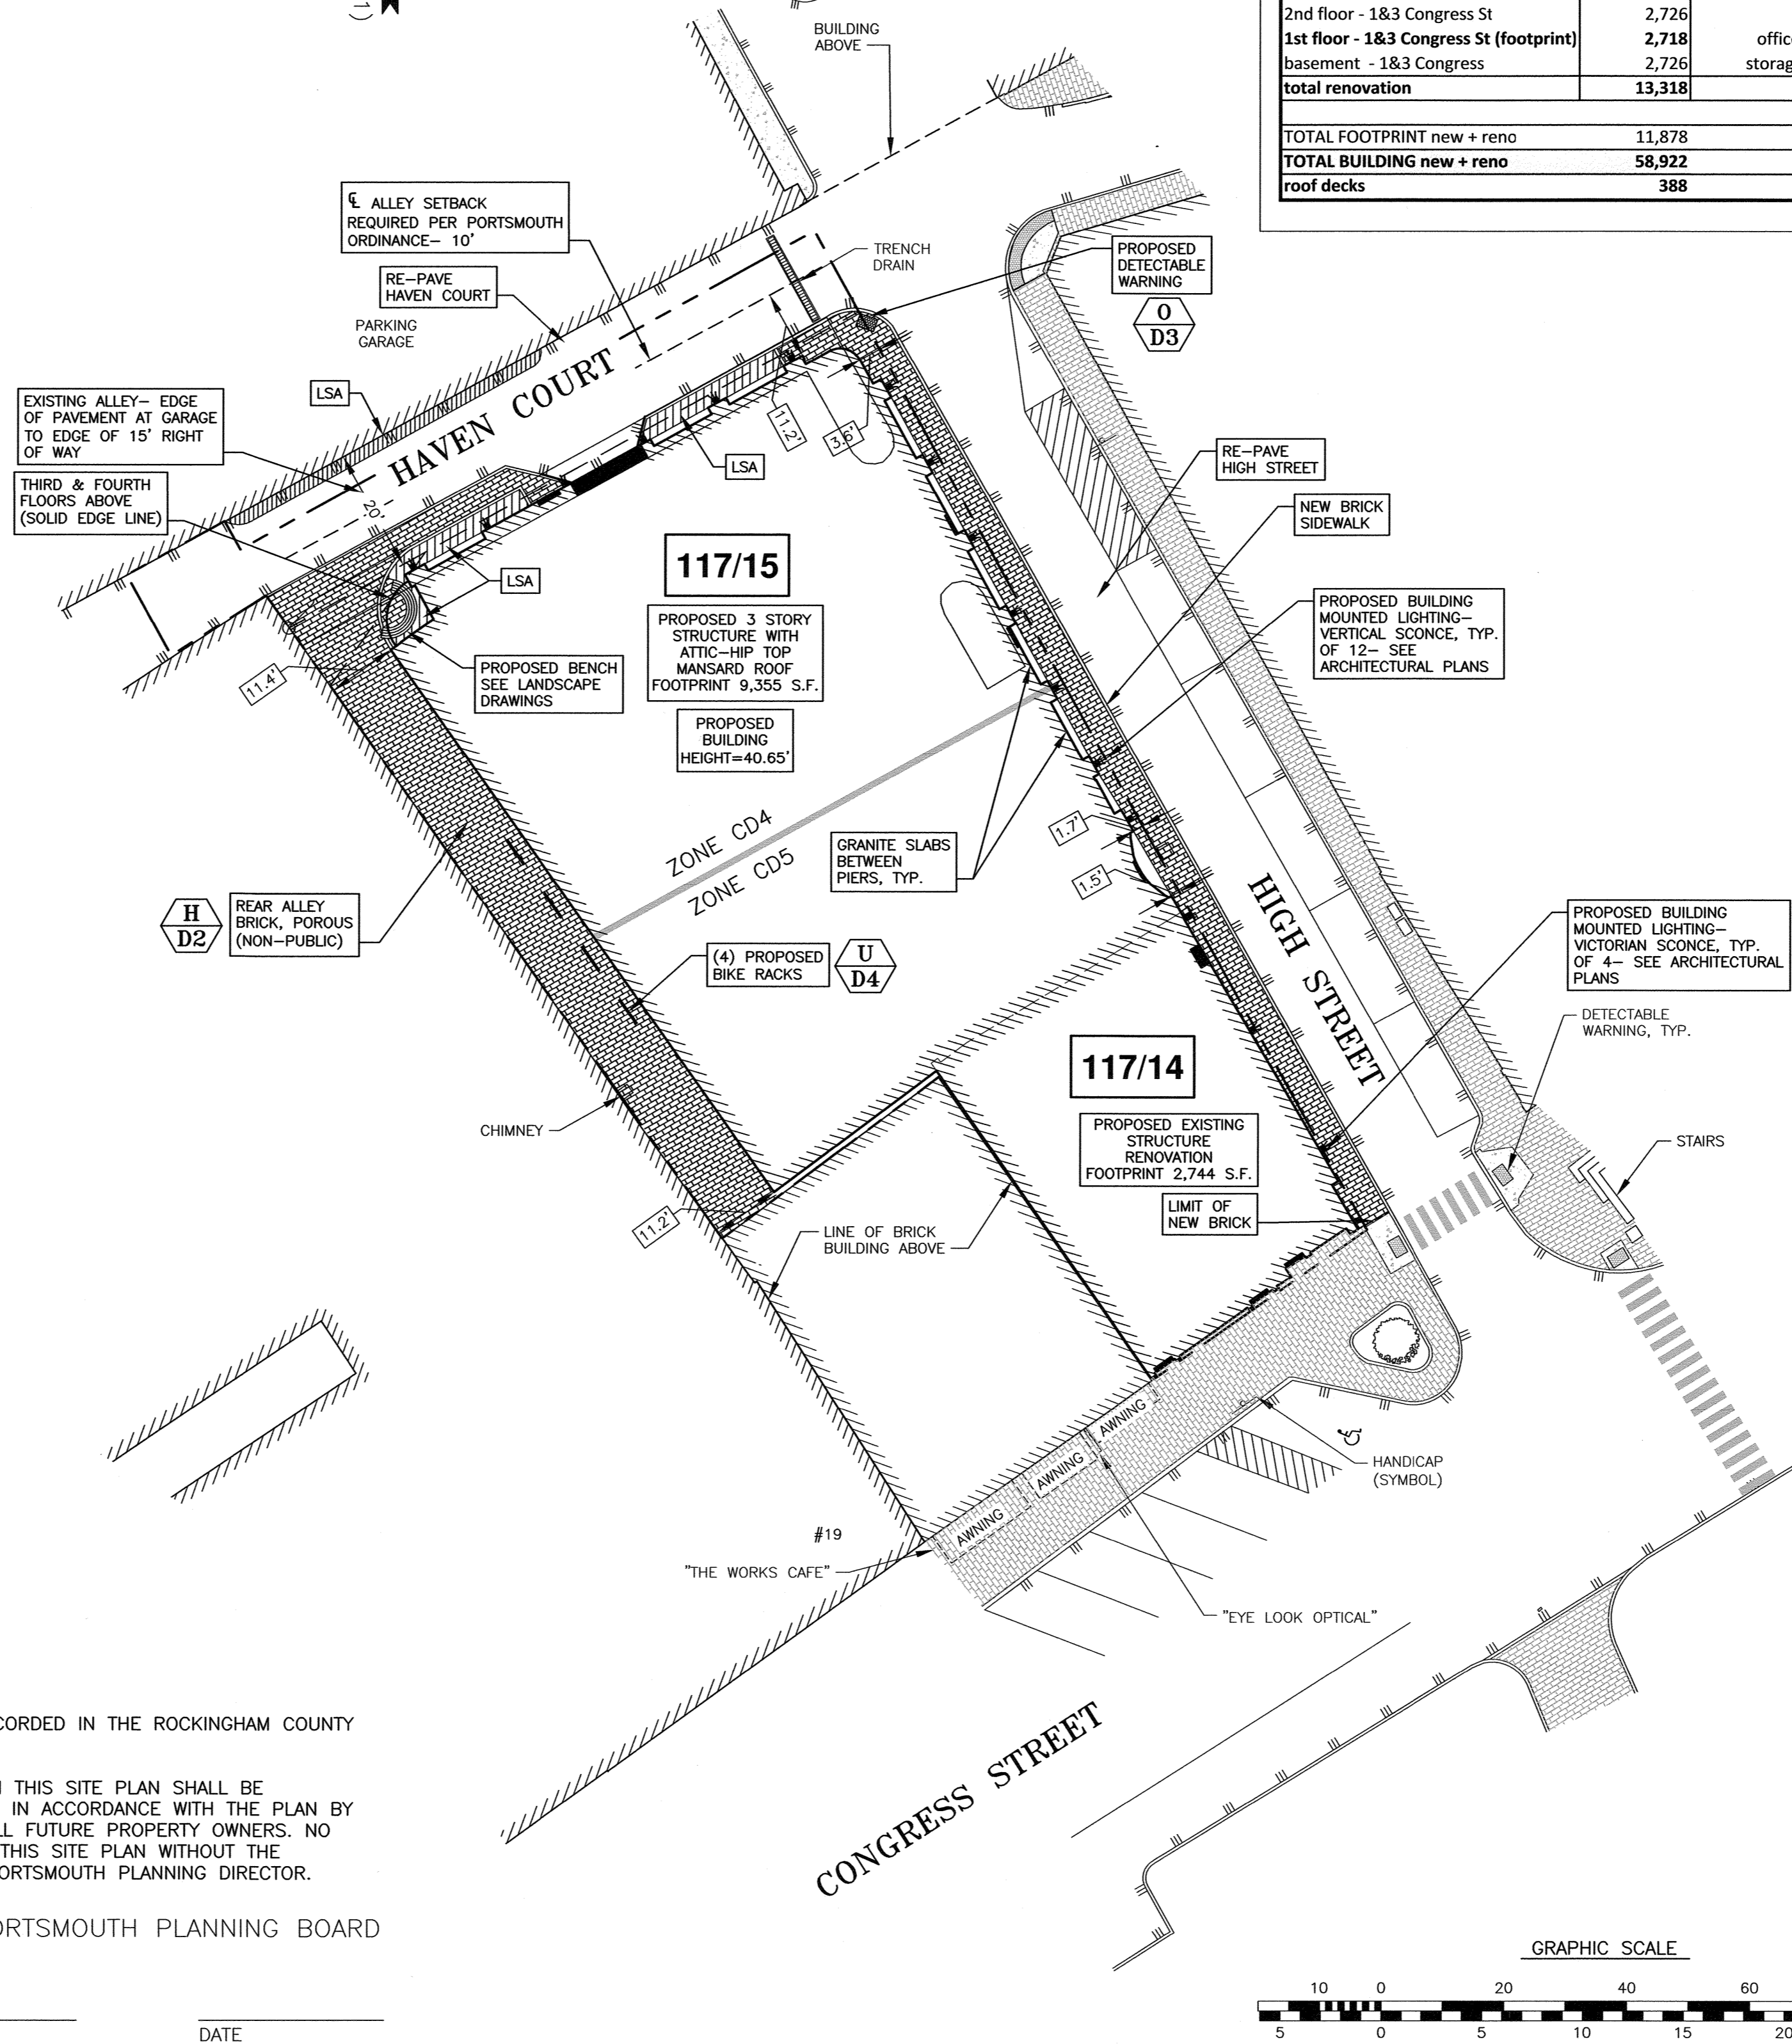 1)
BUILDING
ABOVE
2nd floor - 1&3 Congress St 2,726
1st floor - 1&3 Congress St (footprint) 2,718 office
basement - 1&3 Congress 2,726 storag
total renovation 13,318
TOTAL FOOTPRINT new + reno 11,878
TOTAL BUILDING new + reno 58,922
roof decks 388
℄ ALLEY SETBACK
REQUIRED PER PORTSMOUTH
ORDINANCE- 10'
RE-PAVE
HAVEN COURT
PARKING
GARAGE
TRENCH
DRAIN
PROPOSED
DETECTABLE
WARNING
O
D3
LSA
EXISTING ALLEY- EDGE
OF PAVEMENT AT GARAGE
TO EDGE OF 15' RIGHT
OF WAY
THIRD & FOURTH
FLOORS ABOVE
(SOLID EDGE LINE)
HAVEN COURT
20'
11.2'
3.6'
LSA
LSA
RE-PAVE
HIGH STREET
NEW BRICK
SIDEWALK
117/15
PROPOSED 3 STORY
STRUCTURE WITH
ATTIC-HIP TOP
MANSARD ROOF
FOOTPRINT 9,355 S.F.
PROPOSED
BUILDING
HEIGHT=40.65'
PROPOSED BUILDING
MOUNTED LIGHTING-
VERTICAL SCONCE, TYP.
OF 12- SEE
ARCHITECTURAL PLANS
PROPOSED BENCH
SEE LANDSCAPE
DRAWINGS
11.4'
ZONE CD4
ZONE CD5
GRANITE SLABS
BETWEEN
PIERS, TYP.
1.7'
1.5'
HIGH STREET
H
D2
REAR ALLEY
BRICK, POROUS
(NON-PUBLIC)
(4) PROPOSED
BIKE RACKS
U
D4
PROPOSED BUILDING
MOUNTED LIGHTING-
VICTORIAN SCONCE, TYP.
OF 4- SEE ARCHITECTURAL
PLANS
DETECTABLE
WARNING, TYP.
117/14
PROPOSED EXISTING
STRUCTURE
RENOVATION
FOOTPRINT 2,744 S.F.
CHIMNEY
STAIRS
LIMIT OF
NEW BRICK
11.2'
LINE OF BRICK
BUILDING ABOVE
AWNING
AWNING
AWNING
HANDICAP
(SYMBOL)
#19
"THE WORKS CAFE"
"EYE LOOK OPTICAL"
CONGRESS STREET
CORDED IN THE ROCKINGHAM COUNTY
THIS SITE PLAN SHALL BE
IN ACCORDANCE WITH THE PLAN BY
LL FUTURE PROPERTY OWNERS. NO
THIS SITE PLAN WITHOUT THE
ORTSMOUTH PLANNING DIRECTOR.
ORTSMOUTH PLANNING BOARD
DATE
GRAPHIC SCALE
10 0 20 40 60
5 0 5 10 15 20